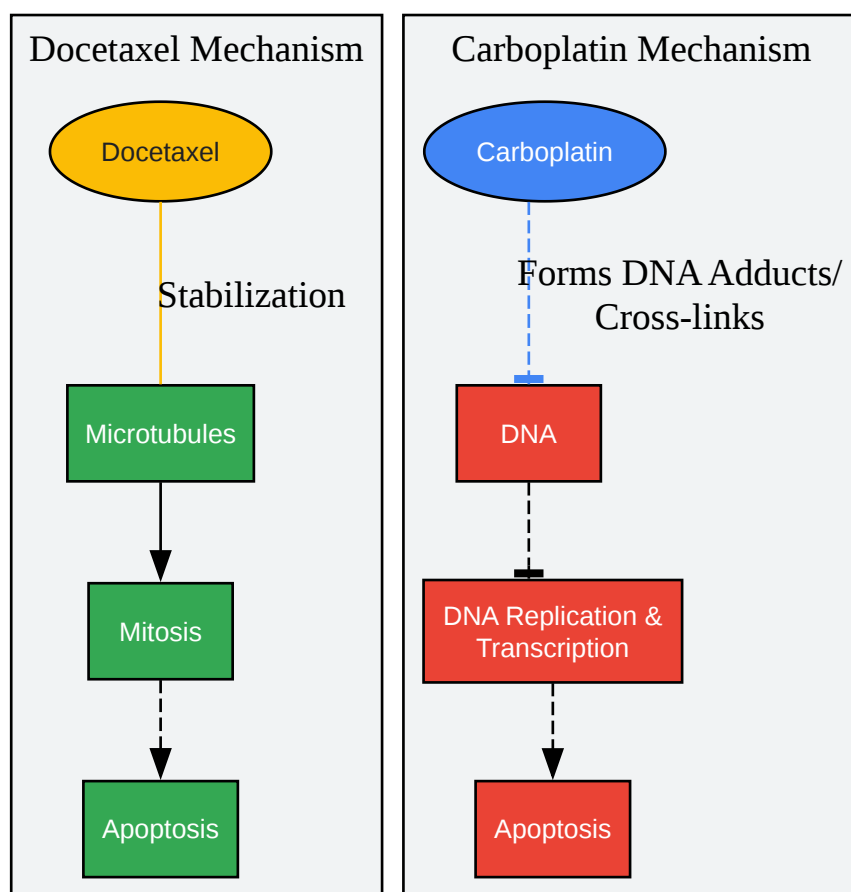 Docetaxel Mechanism
Docetaxel
Stabilization
Microtubules
Mitosis
Apoptosis
Carboplatin Mechanism
Carboplatin
Forms DNA Adducts/
Cross-links
DNA
DNA Replication &
Transcription
Apoptosis